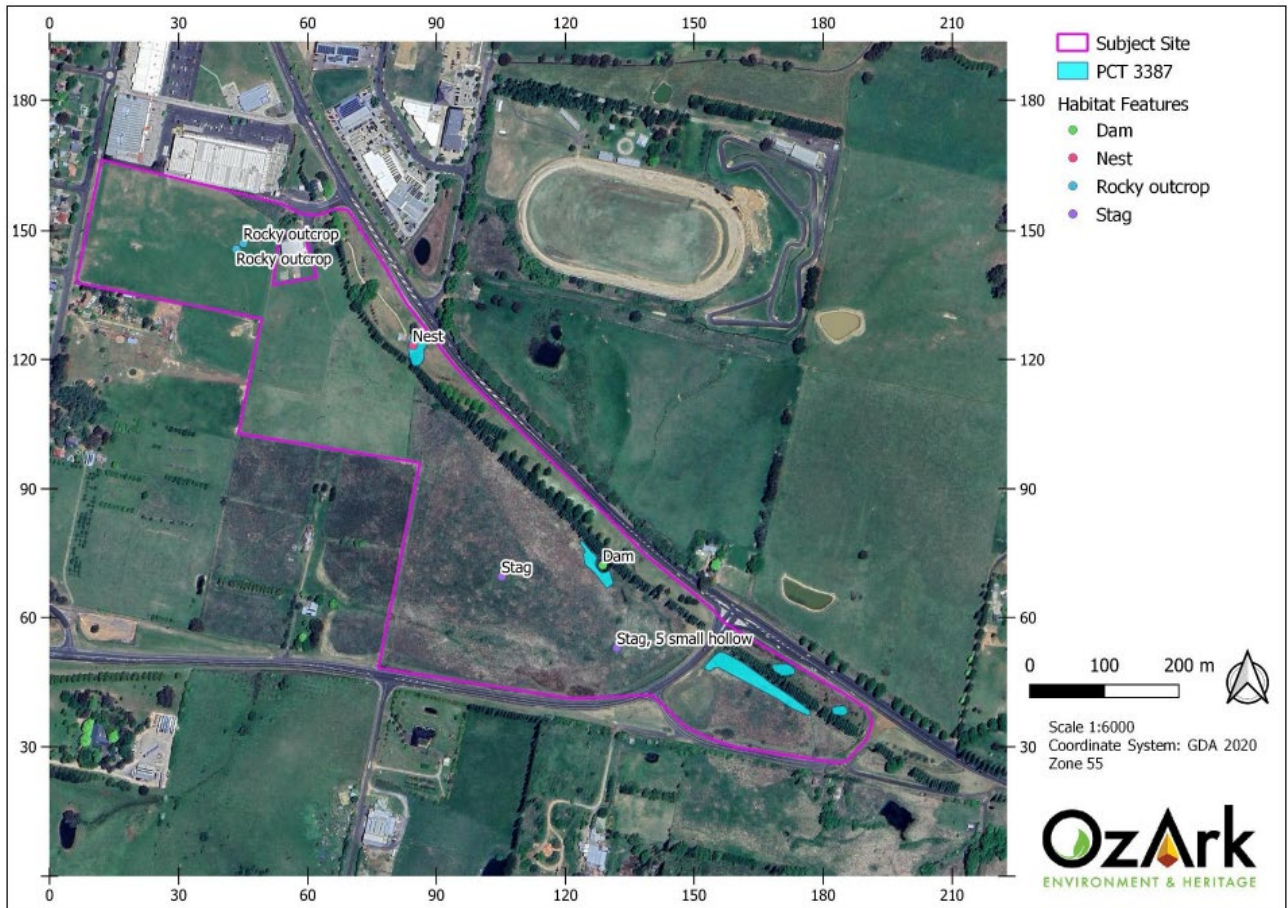 0 30 60 90 120 150 180 210
180 180
150 150
120 120
90 90
60 60
30 30
0 30 60 90 120 150 180 210
Rocky outcrop
Rocky outcrop
Nest
Dam
Stag
Stag, 5 small hollow
Subject Site
PCT 3387
Habitat Features
Dam
Nest
Rocky outcrop
Stag
0 100 200 m
Scale 1:6000
Coordinate System: GDA 2020
Zone 55
OzArk
ENVIRONMENT & HERITAGE